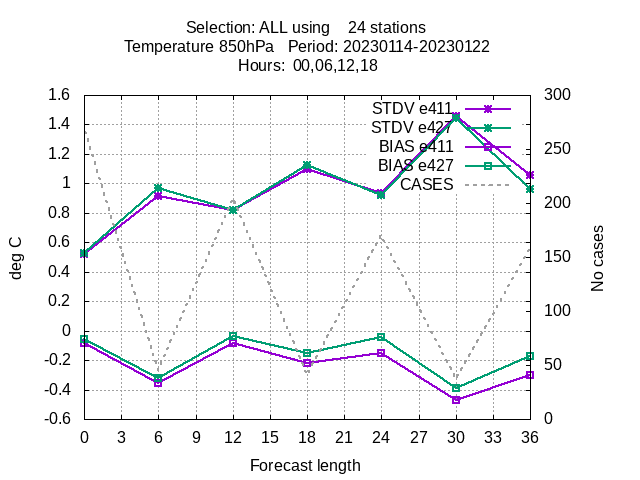 Selection: ALL using 24 stations
Temperature 850hPa Period: 20230114-20230122
Hours: 00,06,12,18
STDV e411
STDV e427
BIAS e411
BIAS e427
CASES
1.6
1.4
1.2
1
0.8
0.6
0.4
0.2
0
-0.2
-0.4
-0.6
deg C
300
250
200
150
100
50
0
No cases
0 3 6 9 12 15 18 21 24 27 30 33 36
Forecast length